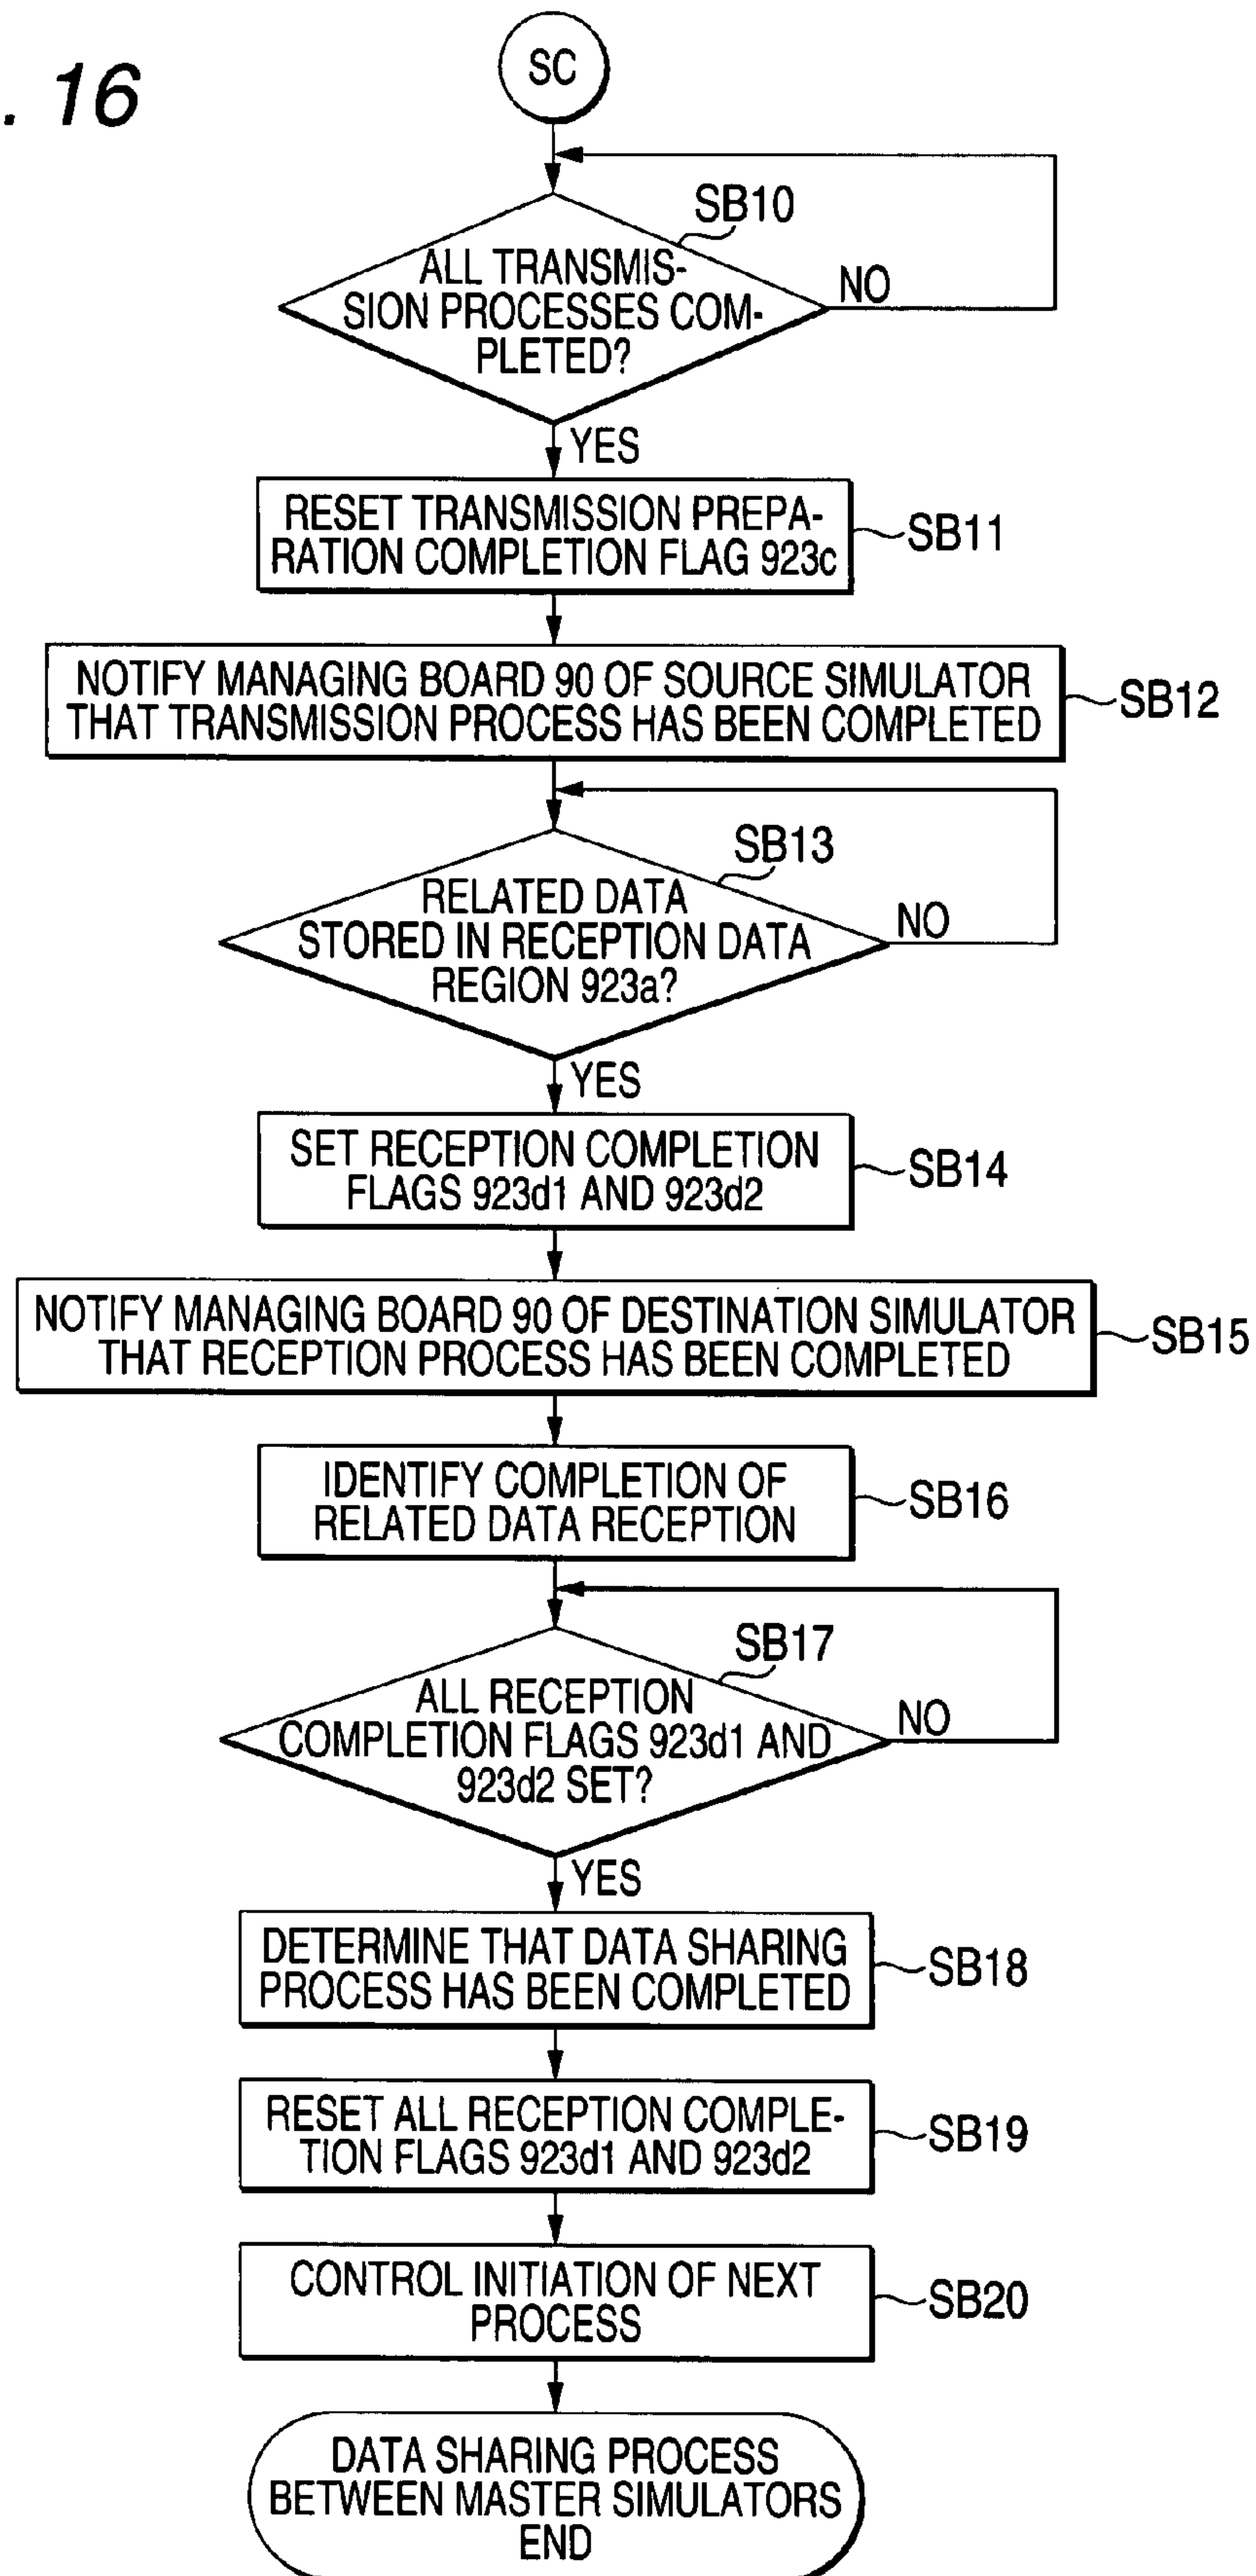 . 16
SC
SB10
ALL TRANSMIS-
SION PROCESSES COM-
PLETED?
NO
YES
RESET TRANSMISSION PREPA-
RATION COMPLETION FLAG 923c
SB11
NOTIFY MANAGING BOARD 90 OF SOURCE SIMULATOR
THAT TRANSMISSION PROCESS HAS BEEN COMPLETED
SB12
SB13
RELATED DATA
STORED IN RECEPTION DATA
REGION 923a?
NO
YES
SET RECEPTION COMPLETION
FLAGS 923d1 AND 923d2
SB14
NOTIFY MANAGING BOARD 90 OF DESTINATION SIMULATOR
THAT RECEPTION PROCESS HAS BEEN COMPLETED
SB15
IDENTIFY COMPLETION OF
RELATED DATA RECEPTION
SB16
SB17
ALL RECEPTION
COMPLETION FLAGS 923d1 AND
923d2 SET?
NO
YES
DETERMINE THAT DATA SHARING
PROCESS HAS BEEN COMPLETED
SB18
RESET ALL RECEPTION COMPLE-
TION FLAGS 923d1 AND 923d2
SB19
CONTROL INITIATION OF NEXT
PROCESS
SB20
DATA SHARING PROCESS
BETWEEN MASTER SIMULATORS
END